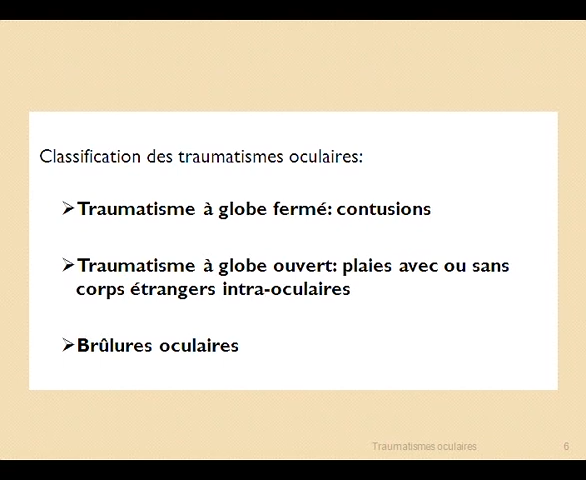 Classification des traumatismes oculaires:
➢Traumatisme à globe fermé: contusions
➢Traumatisme à globe ouvert: plaies avec ou sans
corps étrangers intra-oculaires
➢Brûlures oculaires
Traumatismes oculaires 6